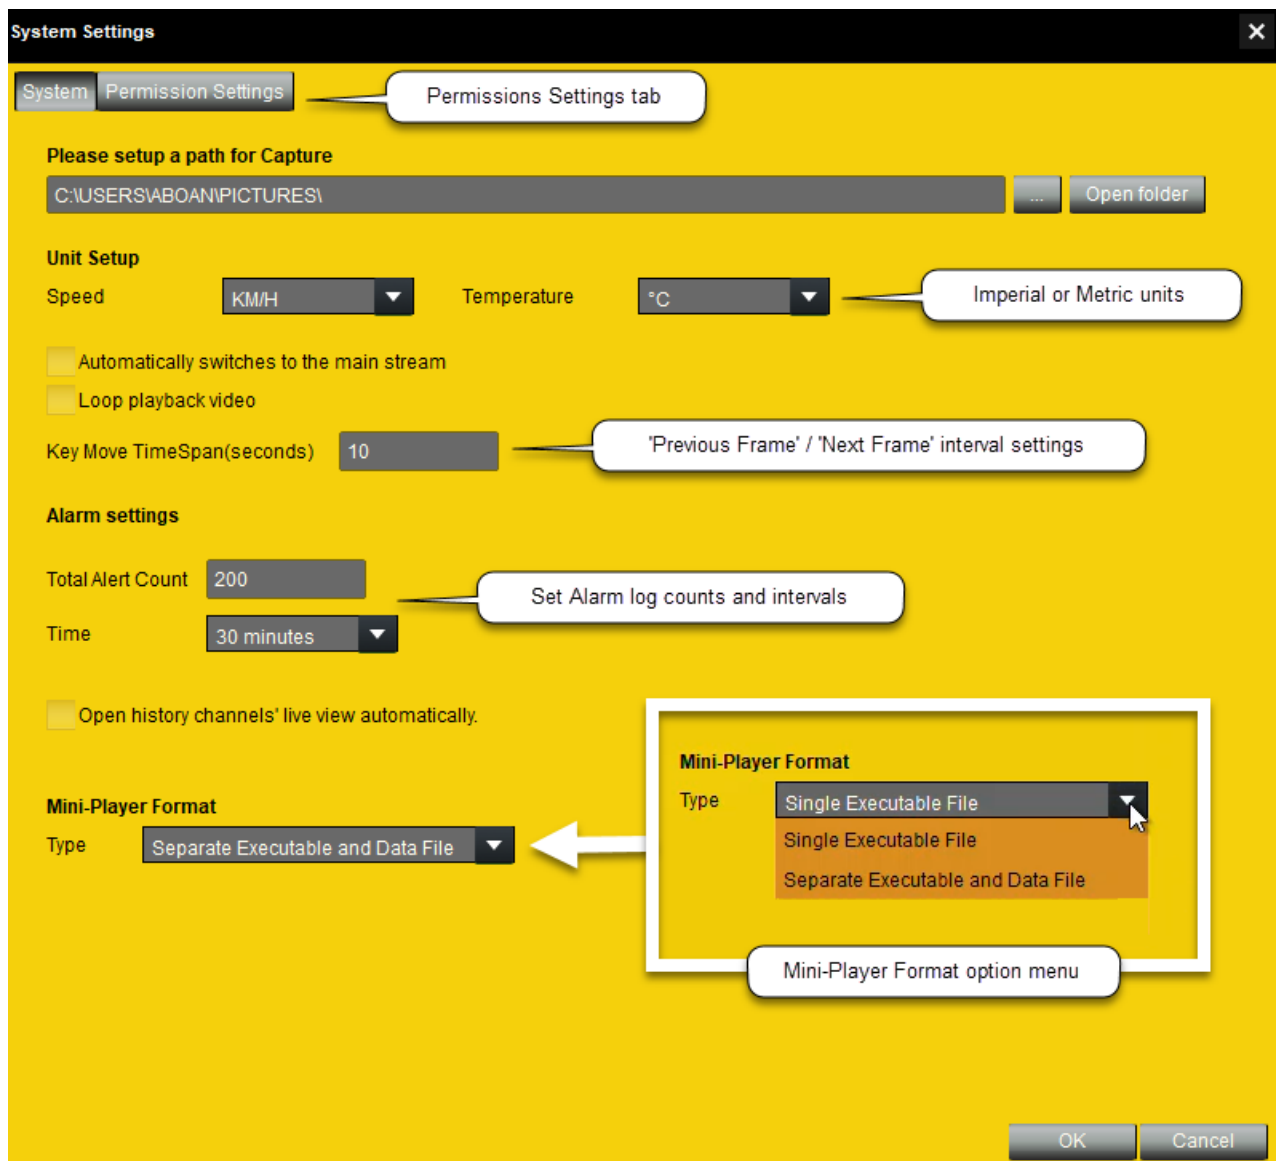 System Settings
System
Permission Settings
Permissions Settings tab
Please setup a path for Capture
C:\USERS\ABOAN\PICTURES\
...
Open folder
Unit Setup
Speed
KM/H
Temperature
°C
Imperial or Metric units
Automatically switches to the main stream
Loop playback video
Key Move TimeSpan(seconds)
10
'Previous Frame' / 'Next Frame' interval settings
Alarm settings
Total Alert Count
200
Set Alarm log counts and intervals
Time
30 minutes
Open history channels' live view automatically.
Mini-Player Format
Type
Separate Executable and Data File
Mini-Player Format
Type
Single Executable File
Single Executable File
Separate Executable and Data File
Mini-Player Format option menu
OK
Cancel